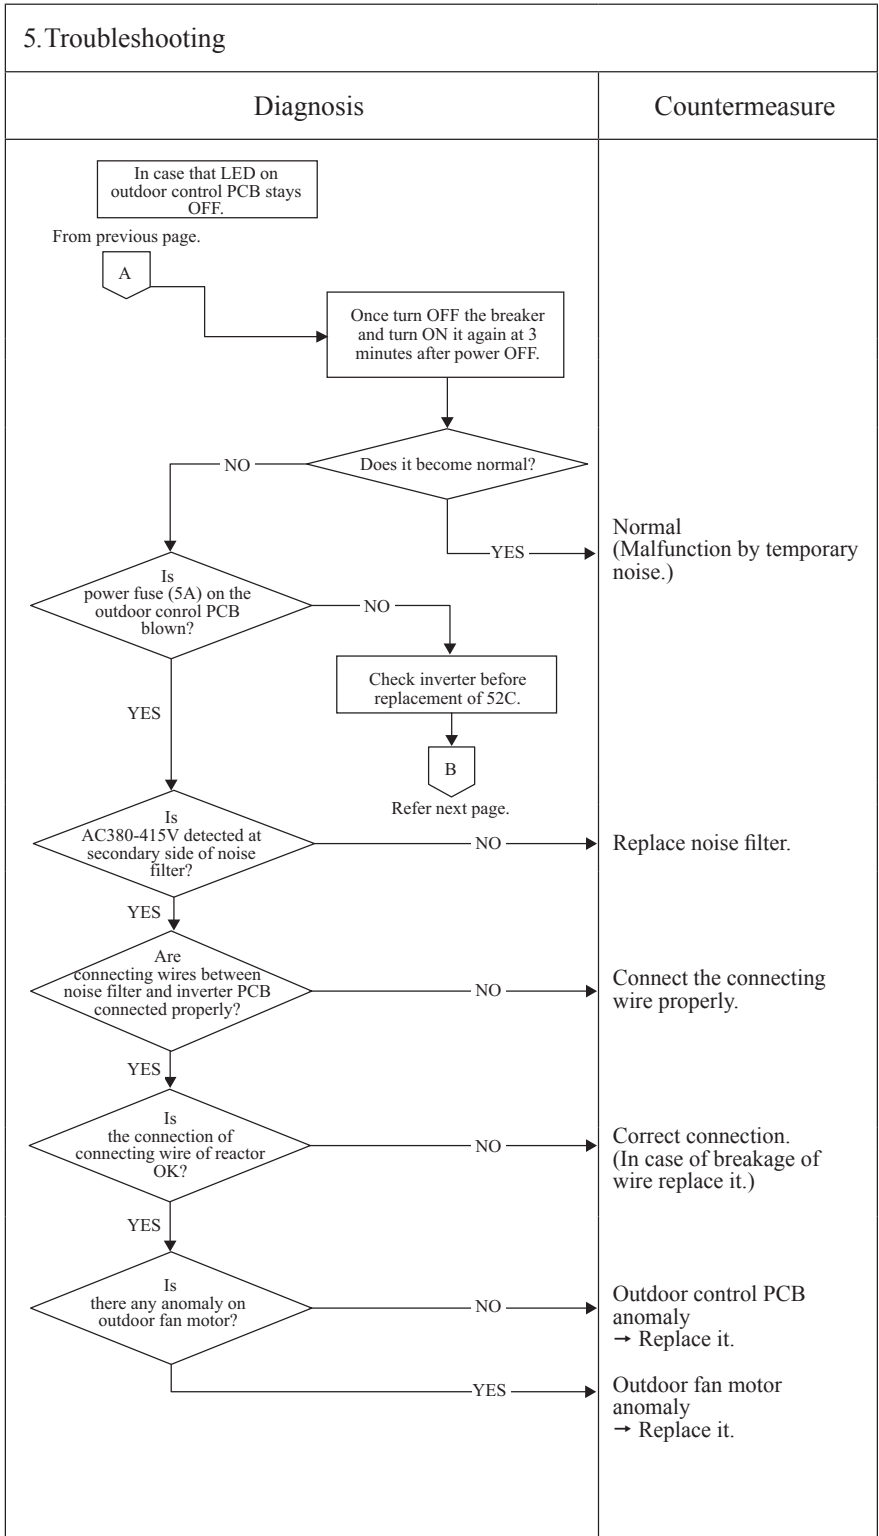 5.Troubleshooting
Diagnosis
Countermeasure
In case that LED on
outdoor control PCB stays
OFF.
From previous page.
A
Once turn OFF the breaker
and turn ON it again at 3
minutes after power OFF.
Does it become normal?
NO
YES
Normal
(Malfunction by temporary
noise.)
Is
power fuse (5A) on the
outdoor conrol PCB
blown?
NO
Check inverter before
replacement of 52C.
YES
B
Refer next page.
Is
AC380-415V detected at
secondary side of noise
filter?
NO
Replace noise filter.
YES
Are
connecting wires between
noise filter and inverter PCB
connected properly?
NO
Connect the connecting
wire properly.
YES
Is
the connection of
connecting wire of reactor
OK?
NO
Correct connection.
(In case of breakage of
wire replace it.)
YES
Is
there any anomaly on
outdoor fan motor?
NO
Outdoor control PCB
anomaly
→ Replace it.
YES
Outdoor fan motor
anomaly
→ Replace it.